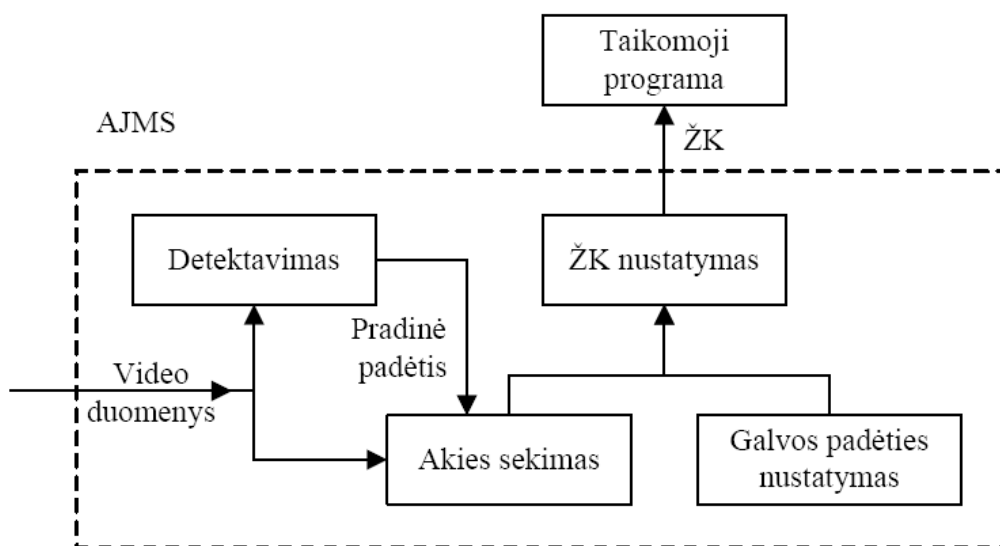 Taikomoji
programa
AJMS
ŽK
Detektavimas
ŽK nustatymas
Pradinė
padėtis
Video
duomenys
Akies sekimas
Galvos padėties
nustatymas